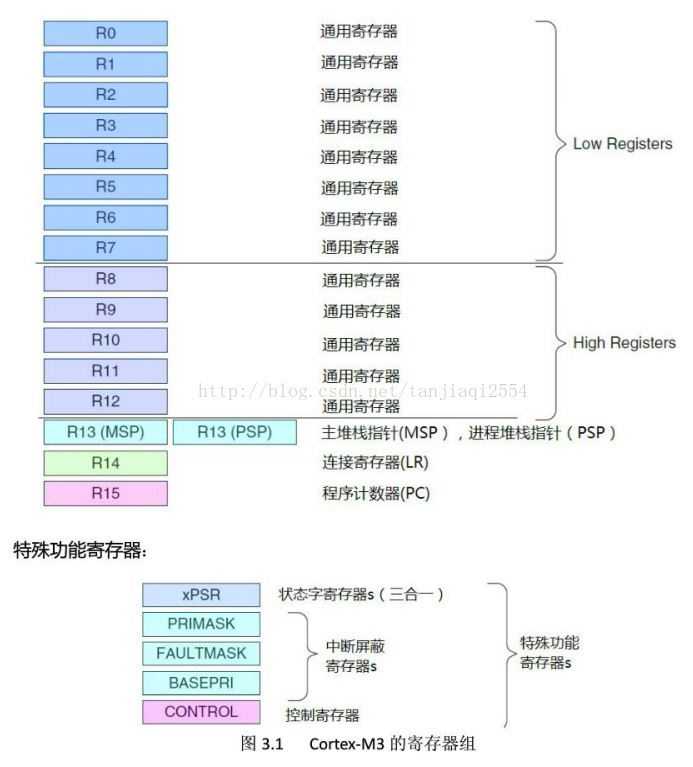 R0 通用寄存器
R1 通用寄存器
R2 通用寄存器
R3 通用寄存器
R4 通用寄存器
R5 通用寄存器
R6 通用寄存器
R7 通用寄存器
Low Registers
R8 通用寄存器
R9 通用寄存器
R10 通用寄存器
R11 通用寄存器
R12 通用寄存器
High Registers
http://blog.csdn.net/tanjiaqi2554
R13 (MSP) R13 (PSP) 主堆栈指针(MSP），进程堆栈指针（PSP）
R14 连接寄存器(LR)
R15 程序计数器(PC)
特殊功能寄存器：
xPSR 状态字寄存器s（三合一）
PRIMASK
FAULTMASK
BASEPRI
中断屏蔽
寄存器s
CONTROL 控制寄存器
特殊功能
寄存器s
图 3.1 Cortex-M3 的寄存器组